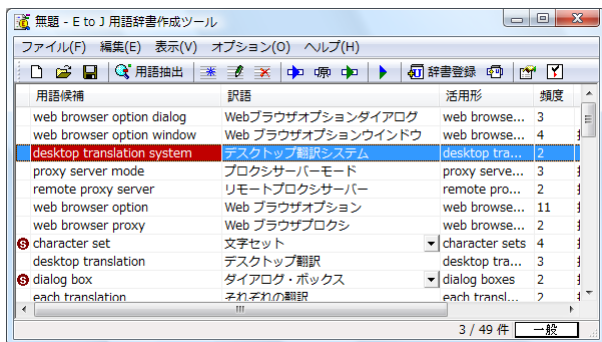 無題 - E to J 用語辞書作成ツール
ファイル(F) 編集(E) 表示(V) オプション(O) ヘルプ(H)
用語抽出 辞書登録
用語候補 訳語 活用形 頻度
web browser option dialog Webブラウザオプションダイアログ web browse... 3
web browser option window Web ブラウザオプションウインドウ web browse... 4
desktop translation system デスクトップ翻訳システム desktop tra... 2
proxy server mode プロクシサーバーモード proxy serve... 3
remote proxy server リモートプロクシサーバー remote pro... 2
web browser option Web ブラウザオプション web browse... 11
web browser proxy Web ブラウザプロクシ web browse... 2
S character set 文字セット character sets 4
desktop translation デスクトップ翻訳 desktop tra... 3
S dialog box ダイアログ・ボックス dialog boxes 2
each translation それぞれの翻訳 each transl... 2
3 / 49 件 一般